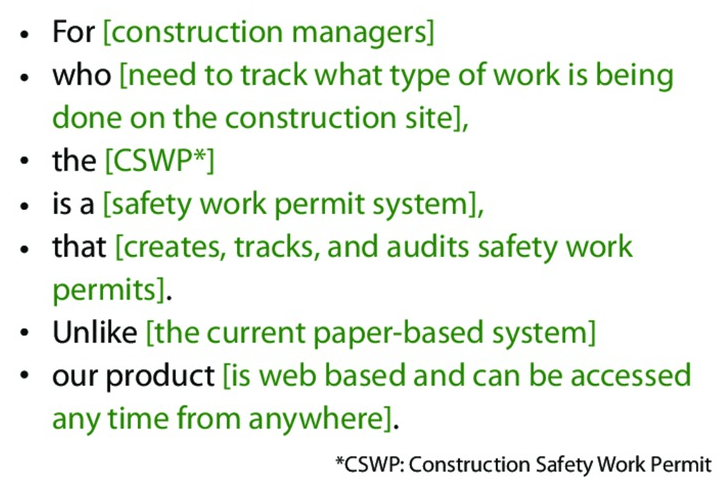 • For [construction managers]
• who [need to track what type of work is being
done on the construction site],
• the [CSWP*]
• is a [safety work permit system],
• that [creates, tracks, and audits safety work
permits].
• Unlike [the current paper-based system]
• our product [is web based and can be accessed
any time from anywhere].
*CSWP: Construction Safety Work Permit